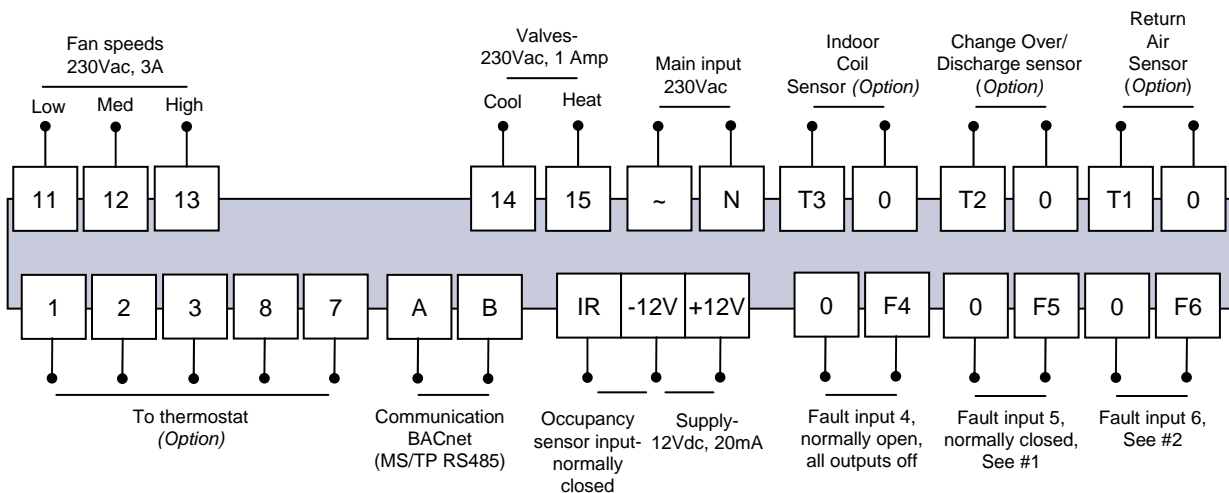 Fan speeds
230Vac, 3A
Low
Med
High
Valves-
230Vac, 1 Amp
Cool
Heat
Main input
230Vac
Indoor
Coil
Sensor (Option)
Change Over/
Discharge sensor
(Option)
Return
Air
Sensor
(Option)
11 12 13 14 15 ~ N T3 0 T2 0 T1 0
1 2 3 8 7 A B IR -12V +12V 0 F4 0 F5 0 F6
To thermostat
(Option)
Communication
BACnet
(MS/TP RS485)
Occupancy
sensor input-
normally
closed
Supply-
12Vdc, 20mA
Fault input 4,
normally open,
all outputs off
Fault input 5,
normally closed,
See #1
Fault input 6,
See #2